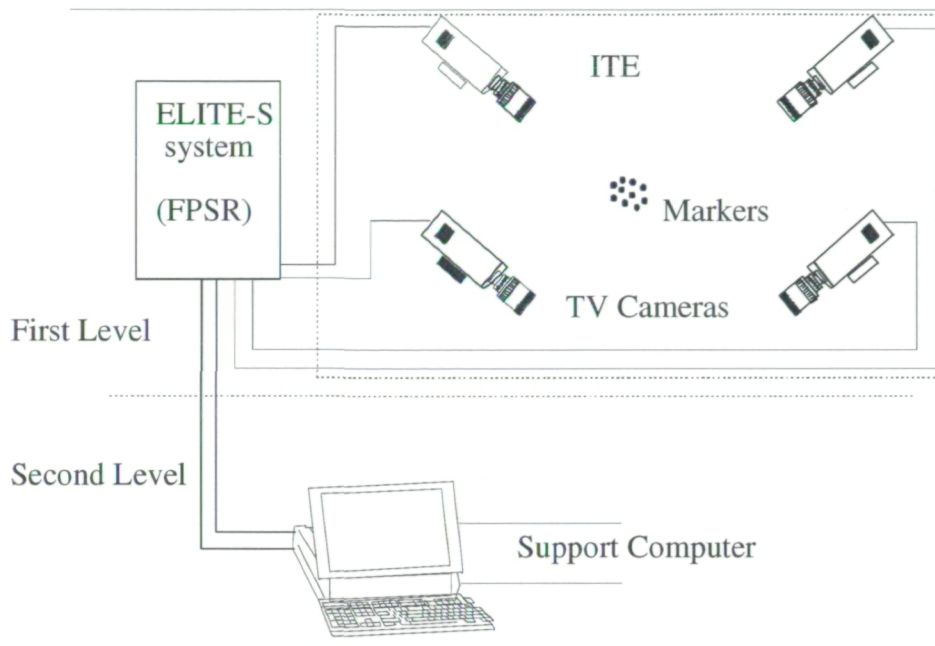 ITE
ELITE-S
system
(FPSR)
Markers
TV Cameras
First Level
Second Level
Support Computer